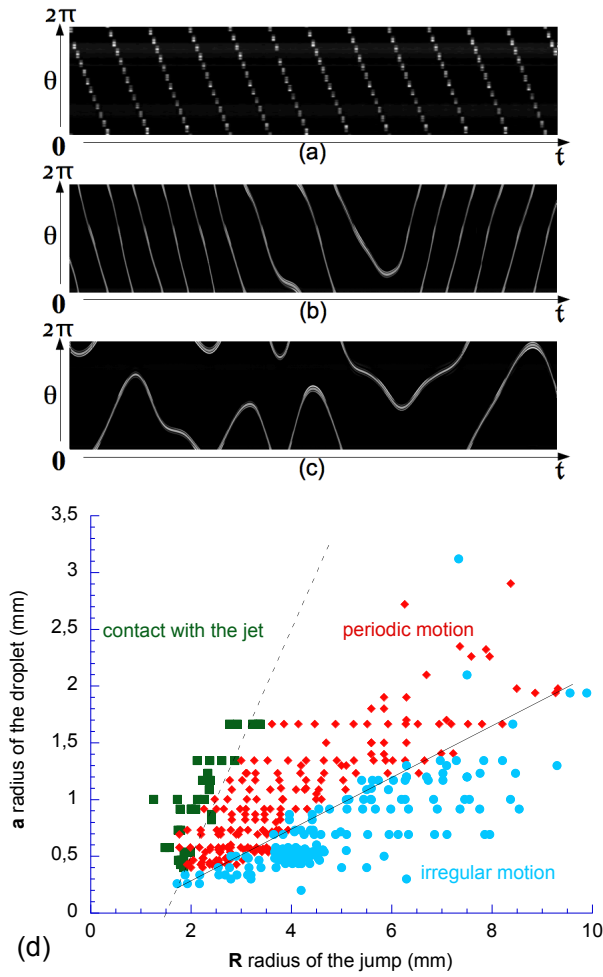 2π
θ
0
(a)
t
2π
θ
0
(b)
t
2π
θ
0
(c)
t
3,5
3
2,5
2
1,5
1
0,5
0
a radius of the droplet (mm)
contact with the jet
periodic motion
irregular motion
0 2 4 6 8 10
(d)
R radius of the jump (mm)